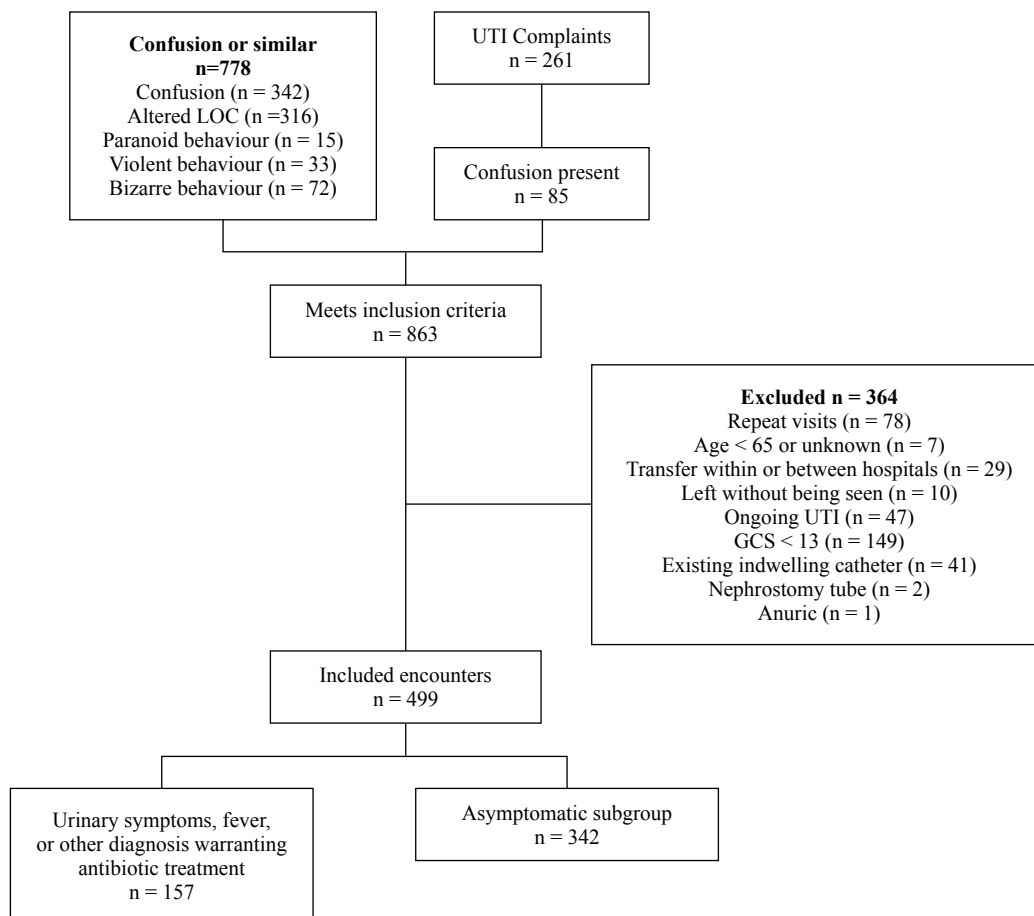 Confusion or similar
n=778
Confusion (n = 342)
Altered LOC (n =316)
Paranoid behaviour (n = 15)
Violent behaviour (n = 33)
Bizarre behaviour (n = 72)
UTI Complaints
n = 261
Confusion present
n = 85
Meets inclusion criteria
n = 863
Excluded n = 364
Repeat visits (n = 78)
Age < 65 or unknown (n = 7)
Transfer within or between hospitals (n = 29)
Left without being seen (n = 10)
Ongoing UTI (n = 47)
GCS < 13 (n = 149)
Existing indwelling catheter (n = 41)
Nephrostomy tube (n = 2)
Anuric (n = 1)
Included encounters
n = 499
Urinary symptoms, fever,
or other diagnosis warranting
antibiotic treatment
n = 157
Asymptomatic subgroup
n = 342